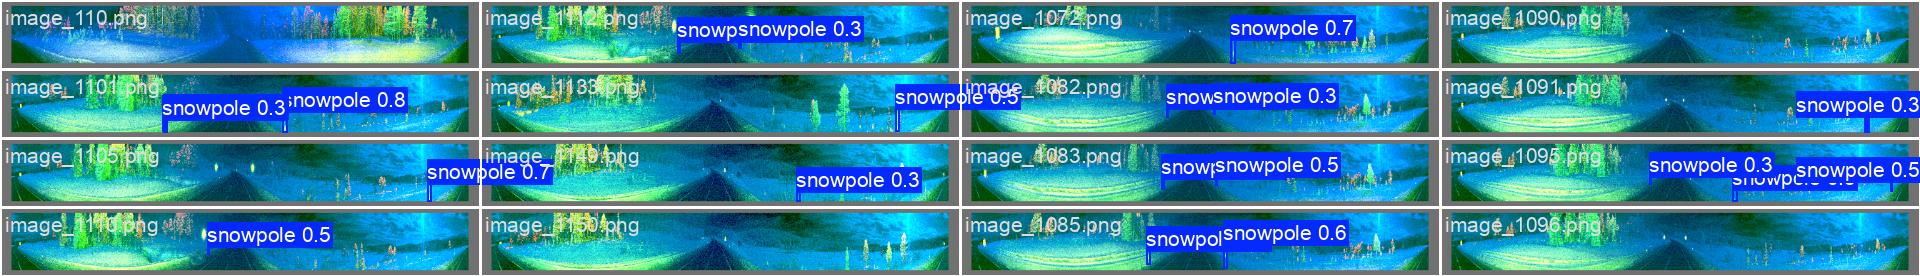 image_110.png
image_1112.png
snowp
snowpole 0.3
image_1072.png
snowpole 0.7
image_1090.png
image_1101.png
snowpole 0.3
snowpole 0.8
image_1133.png
snowpole 0.5
image_1082.png
snow
snowpole 0.3
image_1091.png
snowpole 0.3
image_1105.png
snowpole 0.7
image_1149.png
snowpole 0.3
image_1083.png
snowp
snowpole 0.5
image_1095.png
snowpole 0.3
snowpole 0.5
image_1110.png
snowpole 0.5
image_1150.png
image_1085.png
snowpol
snowpole 0.6
image_1096.png